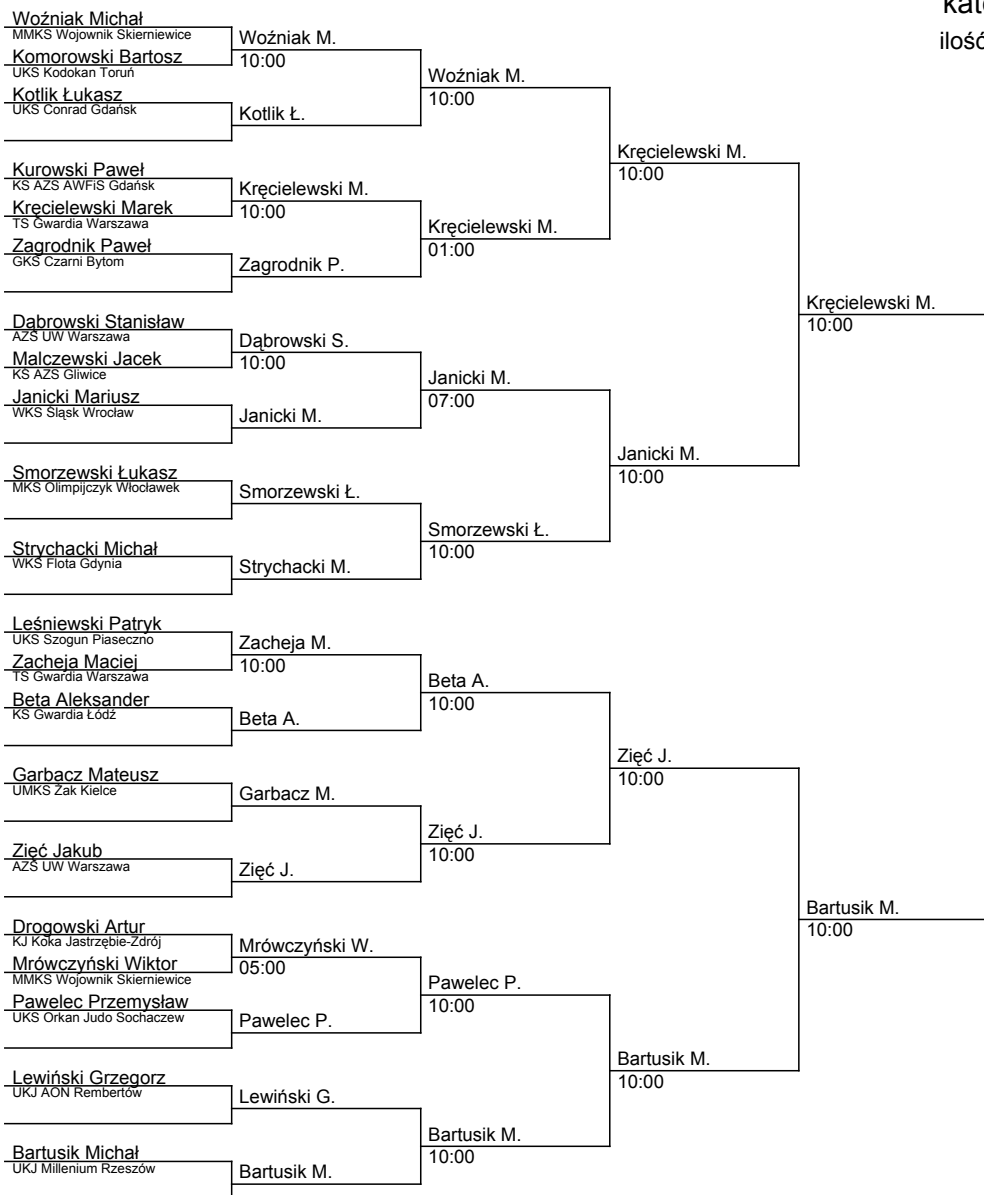 kat
ilość
Woźniak Michał
MMKS Wojownik Skierniewice
Komorowski Bartosz
UKS Kodokan Toruń
Kotlik Łukasz
UKS Conrad Gdańsk
Kurowski Paweł
KS AZS AWFiS Gdańsk
Kręcielewski Marek
TS Gwardia Warszawa
Zagrodnik Paweł
GKS Czarni Bytom
Dąbrowski Stanisław
AZS UW Warszawa
Malczewski Jacek
KS AZS Gliwice
Janicki Mariusz
WKS Śląsk Wrocław
Smorzewski Łukasz
MKS Olimpijczyk Włocławek
Strychacki Michał
WKS Flota Gdynia
Leśniewski Patryk
UKS Szogun Piaseczno
Zacheja Maciej
TS Gwardia Warszawa
Beta Aleksander
KS Gwardia Łódź
Garbacz Mateusz
UMKS Żak Kielce
Zięć Jakub
AZS UW Warszawa
Drogowski Artur
KJ Koka Jastrzębie-Zdrój
Mrówczyński Wiktor
MMKS Wojownik Skierniewice
Pawelec Przemysław
UKS Orkan Judo Sochaczew
Lewiński Grzegorz
UKJ AON Rembertów
Bartusik Michał
UKJ Millenium Rzeszów
Woźniak M.
10:00
Kotlik Ł.
Kręcielewski M.
10:00
Zagrodnik P.
Dąbrowski S.
10:00
Janicki M.
Smorzewski Ł.
Strychacki M.
Zacheja M.
10:00
Beta A.
Garbacz M.
Zięć J.
Mrówczyński W.
05:00
Pawelec P.
Lewiński G.
Bartusik M.
Woźniak M.
10:00
Kręcielewski M.
01:00
Janicki M.
07:00
Smorzewski Ł.
10:00
Beta A.
10:00
Zięć J.
10:00
Pawelec P.
10:00
Bartusik M.
10:00
Kręcielewski M.
10:00
Janicki M.
10:00
Zięć J.
10:00
Bartusik M.
10:00
Kręcielewski M.
10:00
Bartusik M.
10:00